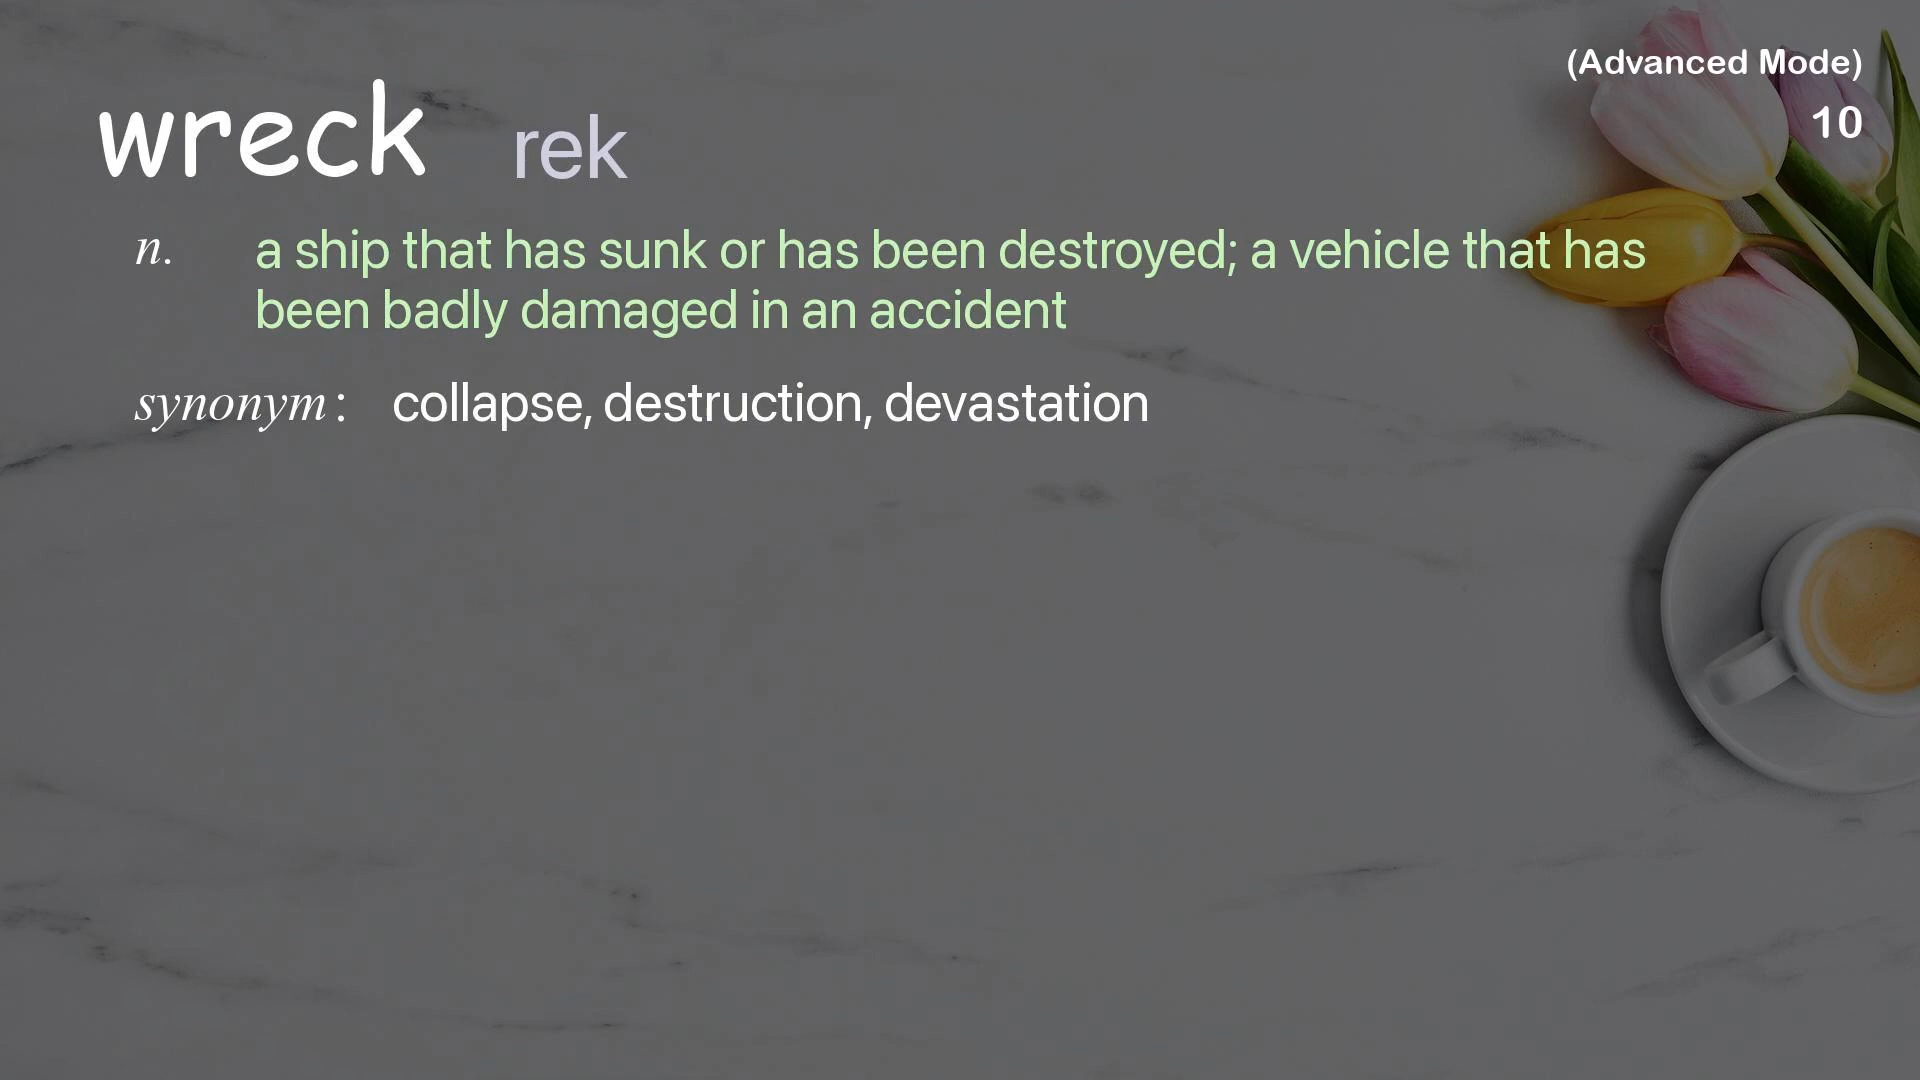 (Advanced Mode)
10
wreck rek
n. a ship that has sunk or has been destroyed; a vehicle that has
been badly damaged in an accident
synonym: collapse, destruction, devastation